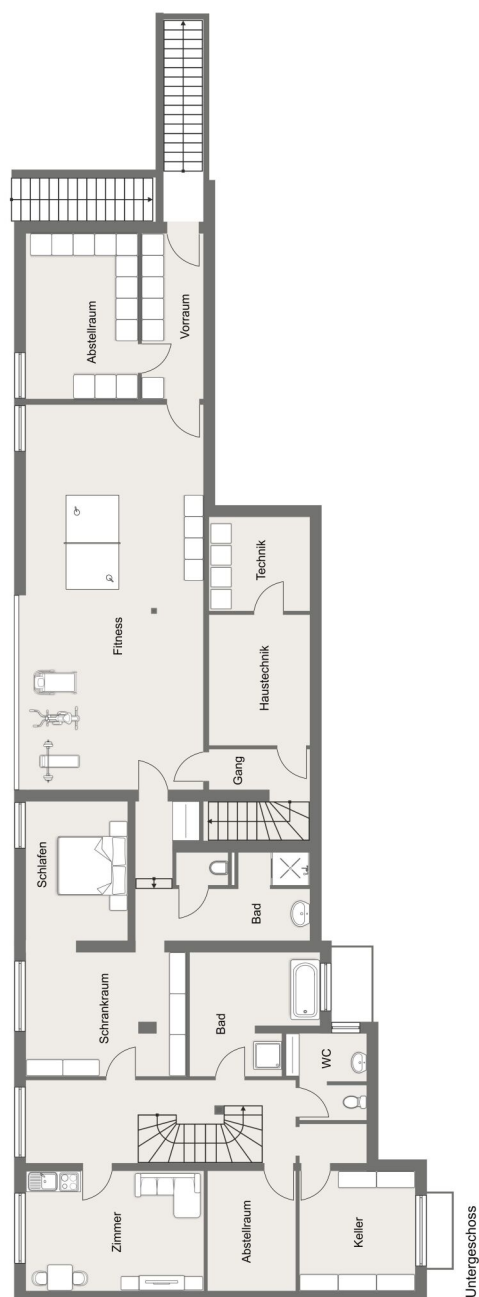 Abstellraum
Vorraum
Fitness
Technik
Haustechnik
Gang
Schlafen
Bad
Schrankraum
Bad
WC
Zimmer
Abstellraum
Keller
Untergeschoss